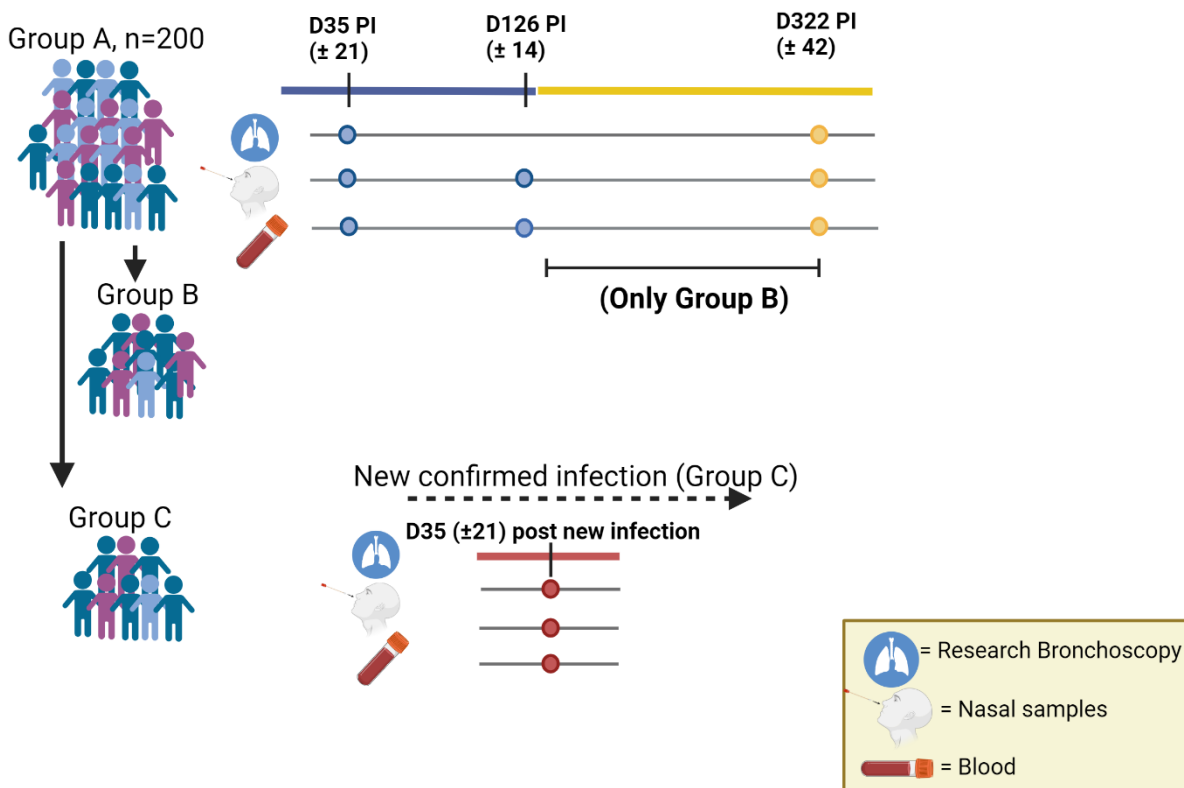 Group A, n=200
D35 PI
(± 21)
D126 PI
(± 14)
D322 PI
(± 42)
(Only Group B)
Group B
New confirmed infection (Group C)
Group C
D35 (±21) post new infection
= Research Bronchoscopy
= Nasal samples
= Blood